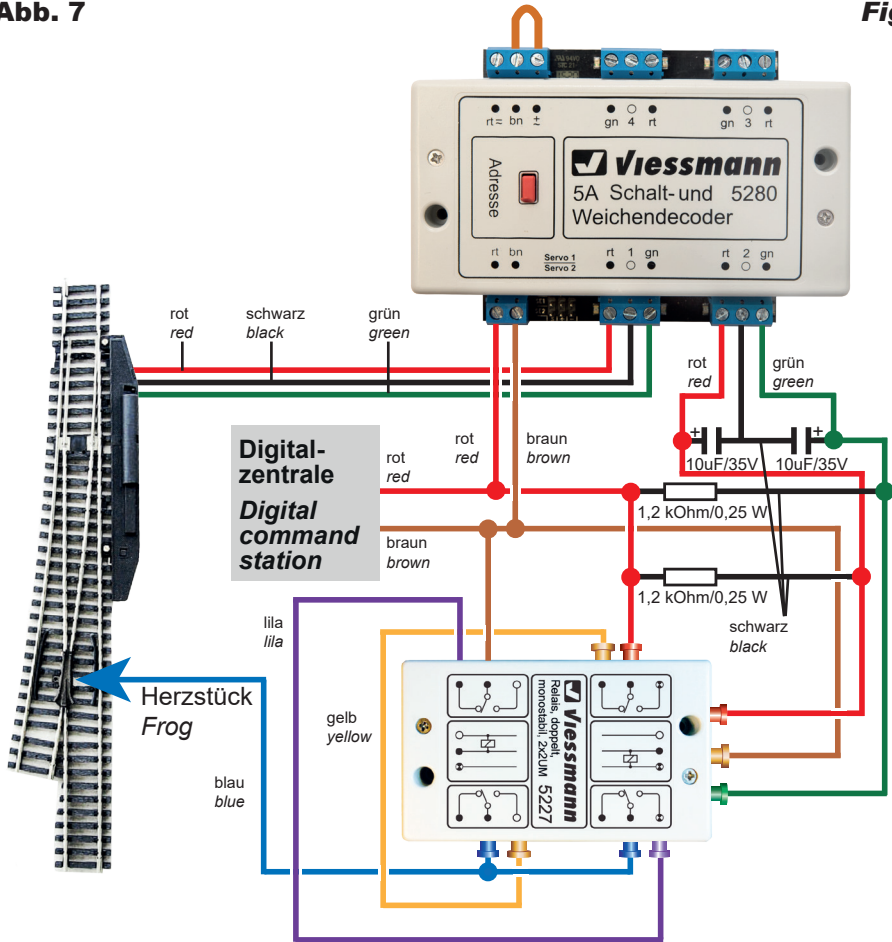 Abb. 7
Fig
rt ≂ bn ±
gn 4 rt
gn 3 rt
Adresse
Viessmann
5A Schalt- und 5280
Weichendecoder
rt bn
Servo 1
Servo 2
rt 1 gn
rt 2 gn
rot
red
schwarz
black
grün
green
rot
red
grün
green
Digital-
zentrale
Digital
command
station
rot
red
rot
red
braun
brown
braun
brown
+
+
10uF/35V
10uF/35V
1,2 kOhm/0,25 W
1,2 kOhm/0,25 W
schwarz
black
lila
lila
gelb
yellow
Herzstück
Frog
blau
blue
Viessmann
Relais, doppelt,
monostabil, 2x2UM 5227